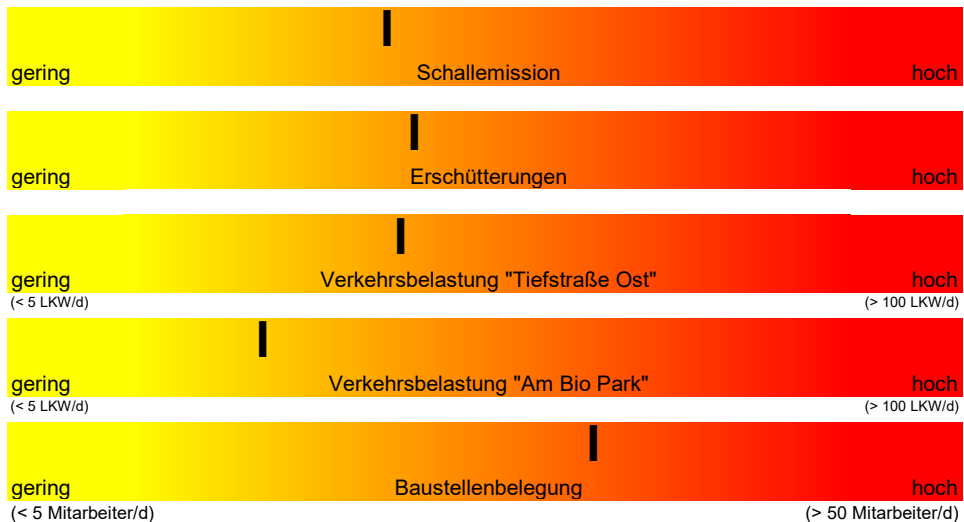 gering Schallemission hoch
gering Erschütterungen hoch
gering Verkehrsbelastung "Tiefstraße Ost" hoch
(< 5 LKW/d) (> 100 LKW/d)
gering Verkehrsbelastung "Am Bio Park" hoch
(< 5 LKW/d) (> 100 LKW/d)
gering Baustellenbelegung hoch
(< 5 Mitarbeiter/d) (> 50 Mitarbeiter/d)